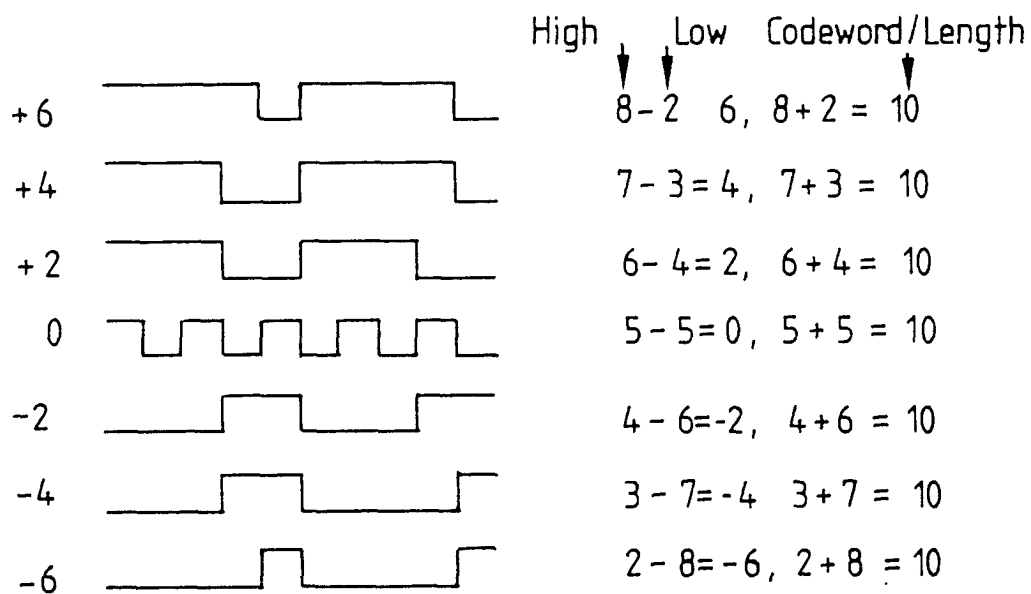 High Low Codeword/Length
+6 8- 2 6, 8+2 = 10
+4 7- 3= 4, 7+3 = 10
+2 6- 4= 2, 6+4 = 10
0 5 - 5= 0, 5+5 = 10
-2 4 - 6=-2, 4+6 = 10
-4 3 - 7= -4 3+7 = 10
-6 2 - 8= -6, 2+8 = 10